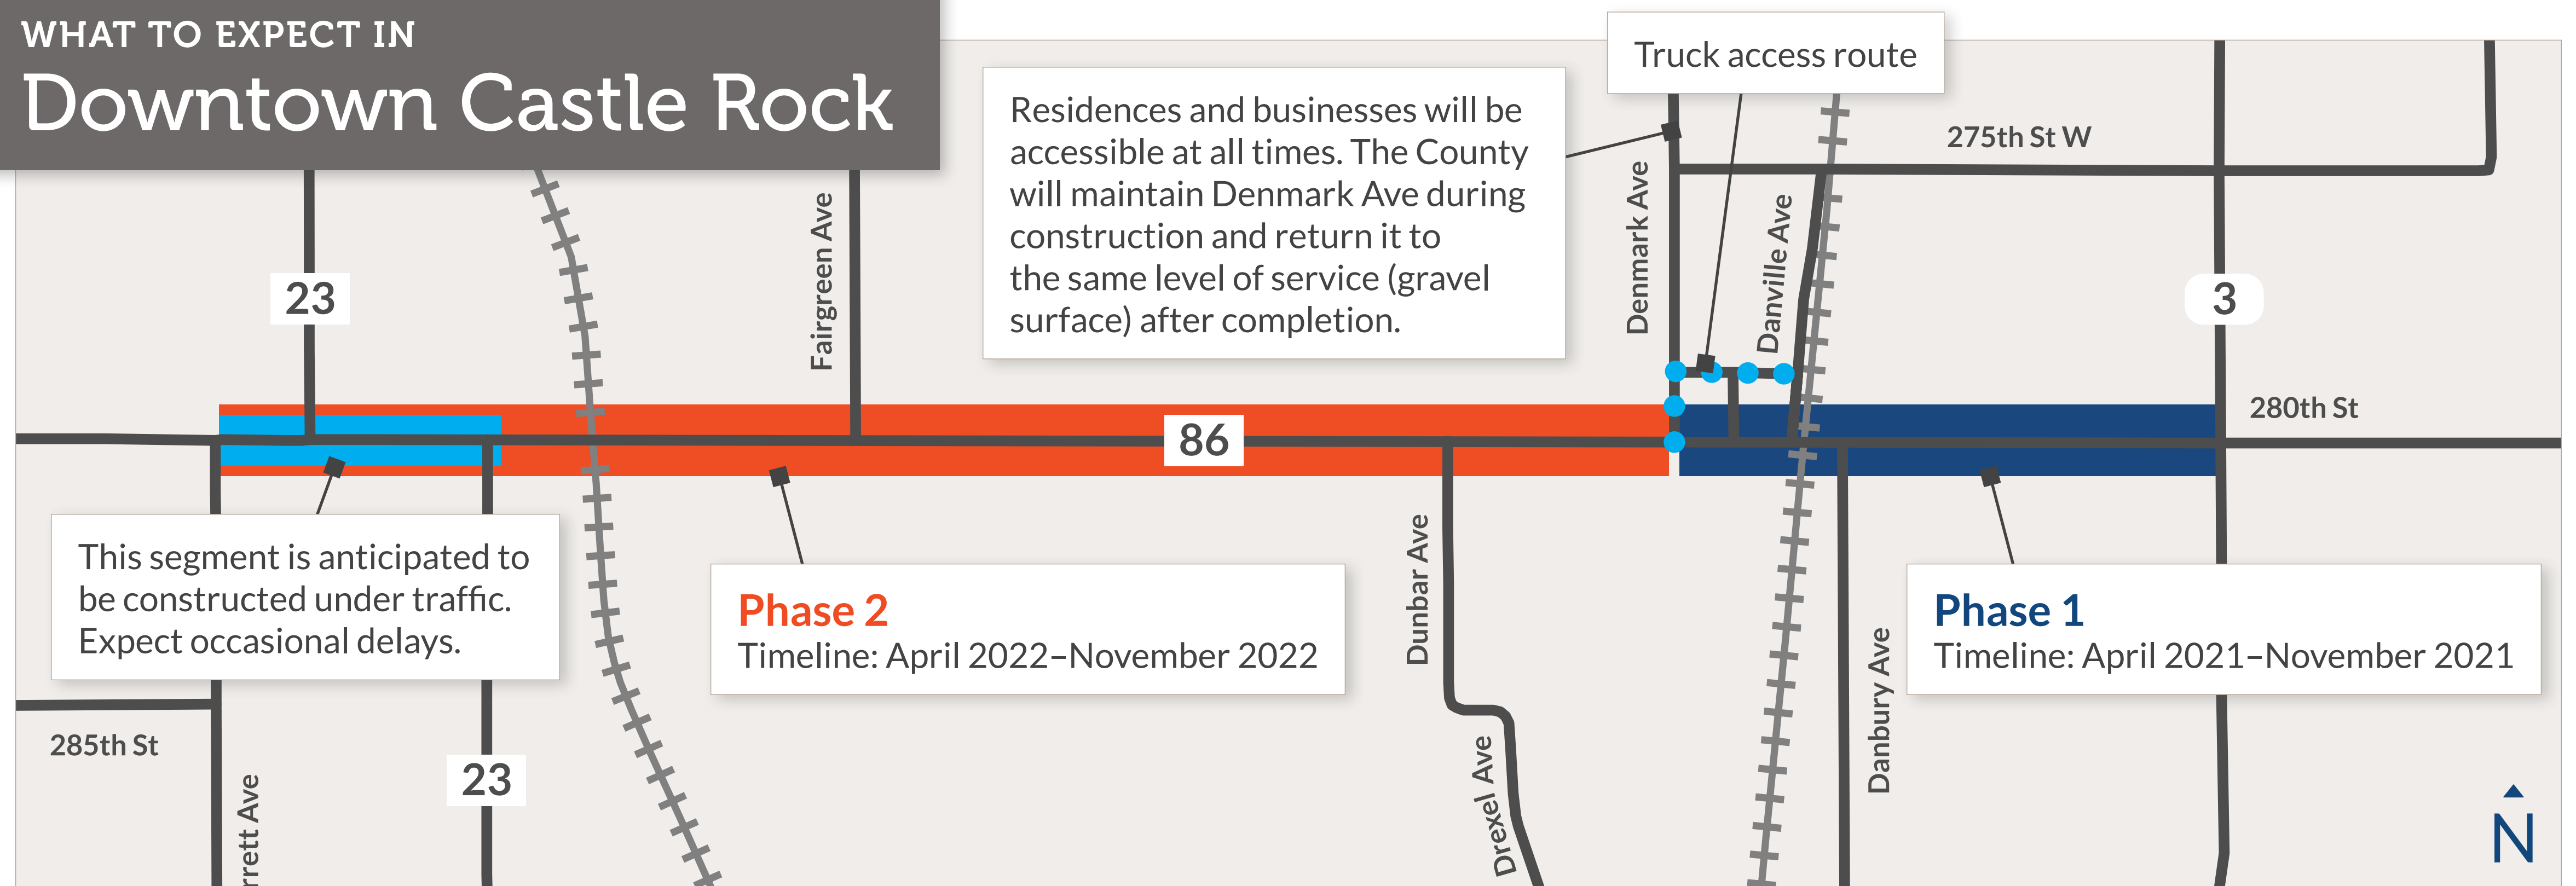 WHAT TO EXPECT IN
Downtown Castle Rock
Truck access route
Residences and businesses will be
accessible at all times. The County
will maintain Denmark Ave during
construction and return it to
the same level of service (gravel
surface) after completion.
275th St W
Denmark Ave
Danville Ave
Fairgreen Ave
23
3
280th St
86
This segment is anticipated to
be constructed under traffic.
Expect occasional delays.
Phase 2
Timeline: April 2022–November 2022
Dunbar Ave
Phase 1
Timeline: April 2021–November 2021
Danbury Ave
285th St
23
rrett Ave
Drexel Ave
N